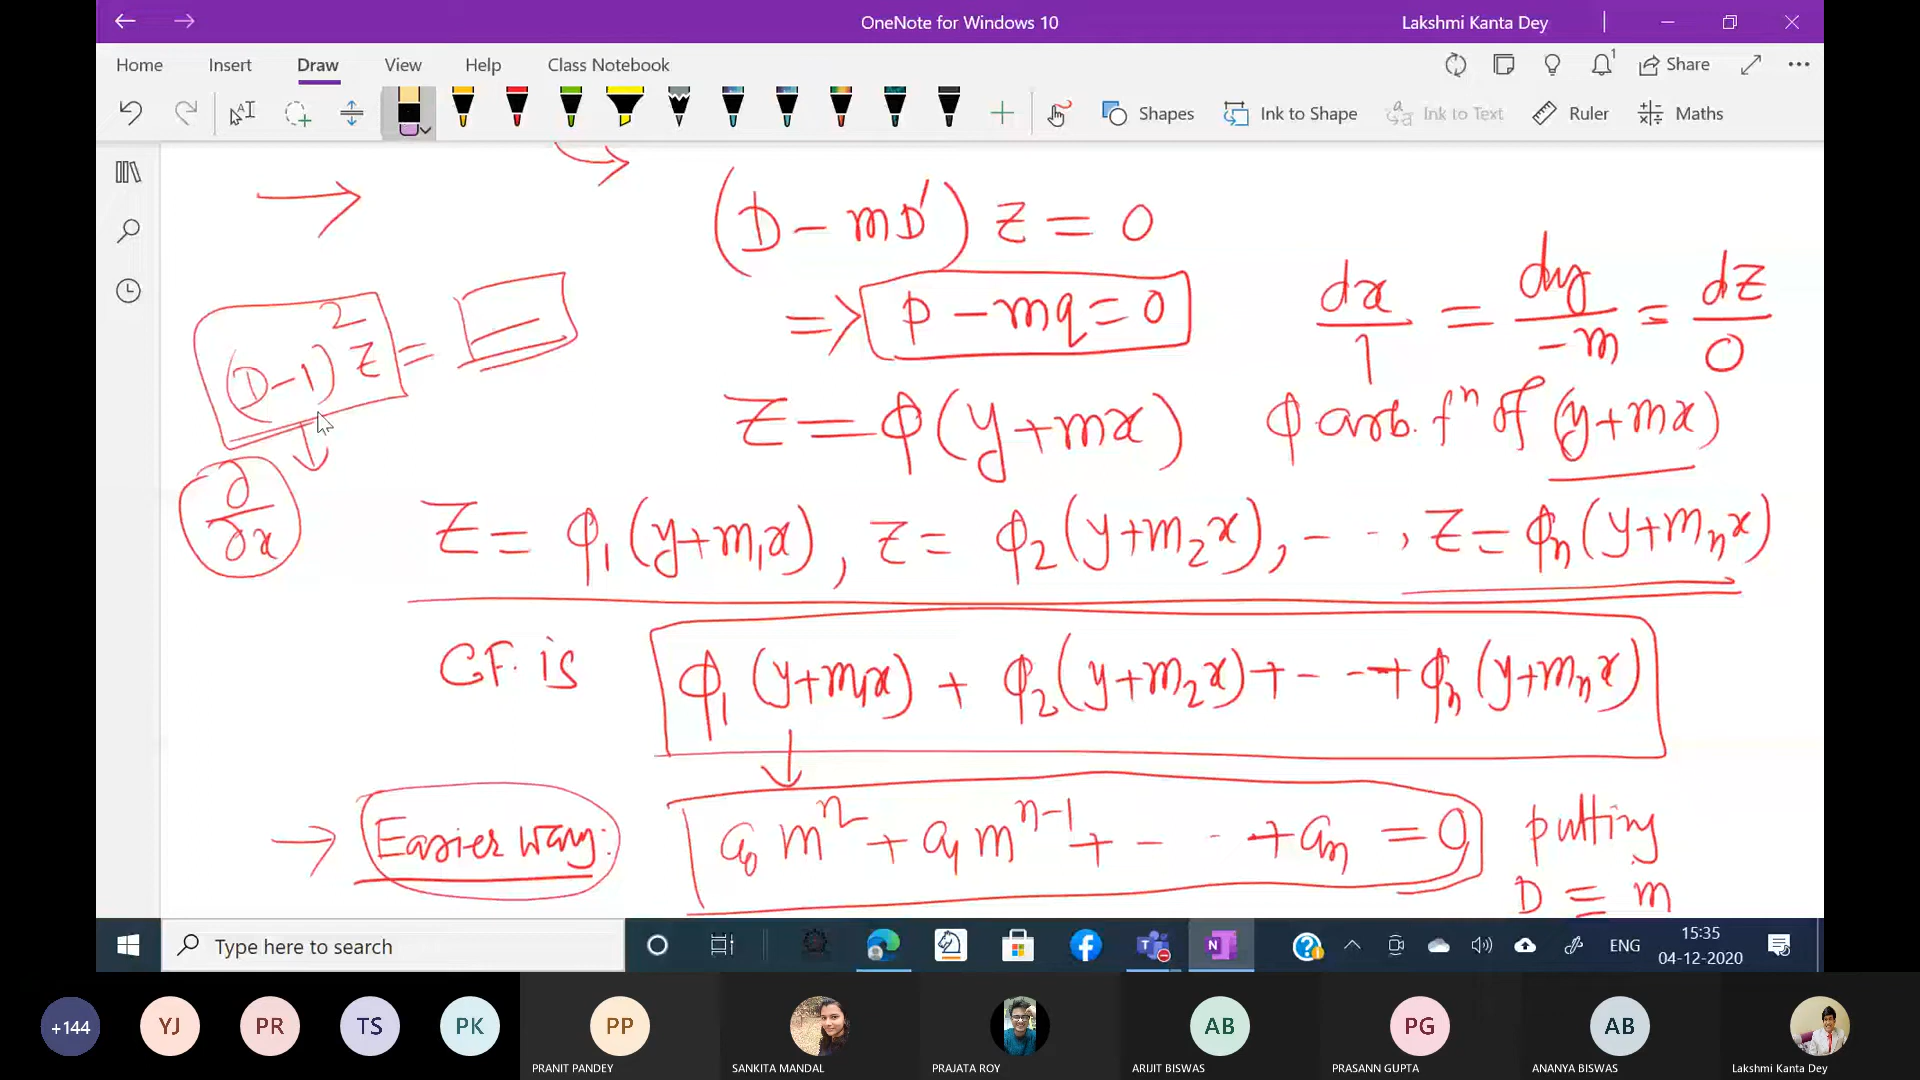 OneNote for Windows 10
Lakshmi Kanta Dey
Home Insert Draw View Help Class Notebook
1 Share
Shapes Ink to Shape Ink to Text Ruler Maths
(D - mD') z = 0
=> p - mq = 0
dx/1 = dy/-m = dz/0
(D-1)² z =
∂/∂x
z = φ(y+mx) φ arb. fⁿ of (y+mx)
z = φ₁(y+m₁x), z = φ₂(y+m₂x), - - -, z = φₙ(y+mₙx)
CF. is φ₁(y+m₁x) + φ₂(y+m₂x) + - - - + φₙ(y+mₙx)
→ Easier way: a₀mⁿ + a₁mⁿ⁻¹ + - - - + aₙ = 0 putting
D = m
Type here to search
ENG
15:35
04-12-2020
+144 YJ PR TS PK PP AB PG AB
PRANIT PANDEY SANKITA MANDAL PRAJATA ROY ARIJIT BISWAS PRASANN GUPTA ANANYA BISWAS Lakshmi Kanta Dey